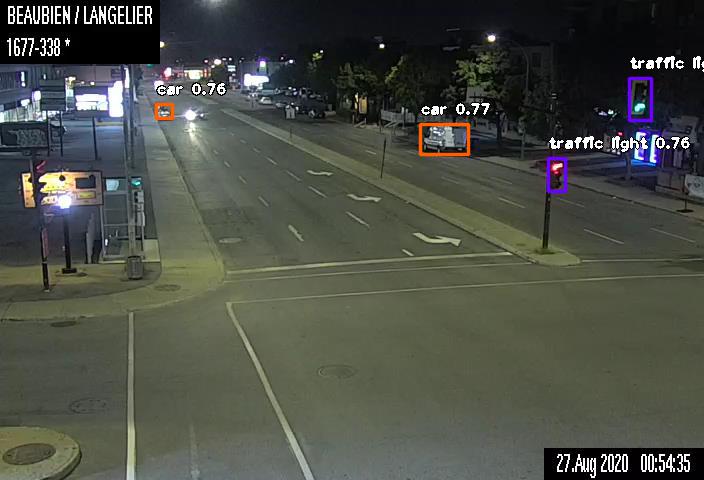 BEAUBIEN / LANGELIER
1677-338 *
car 0.76
car 0.77
traffic lig
traffic light 0.76
27.Aug 2020 00:54:35